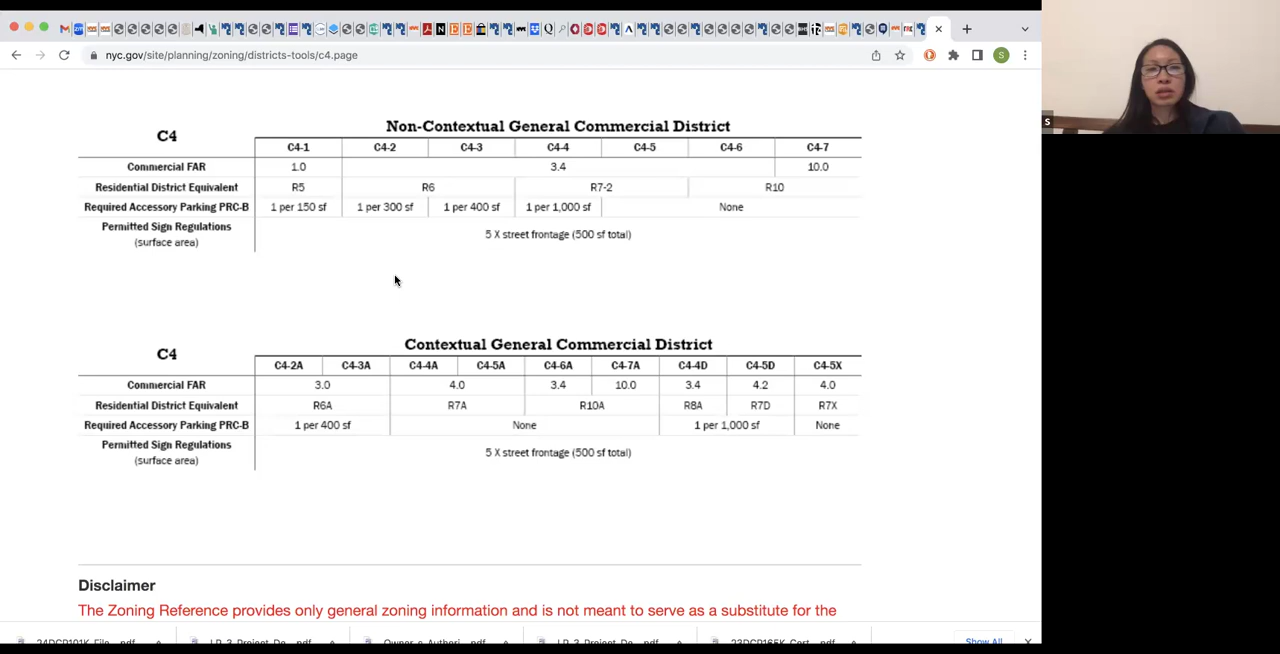 nyc.gov/site/planning/zoning/districts-tools/c4.page
S
S
Non-Contextual General Commercial District
C4
C4-1 C4-2 C4-3 C4-4 C4-5 C4-6 C4-7
Commercial FAR 1.0 3.4 10.0
Residential District Equivalent R5 R6 R7-2 R10
Required Accessory Parking PRC-B 1 per 150 sf 1 per 300 sf 1 per 400 sf 1 per 1,000 sf None
Permitted Sign Regulations
(surface area)
5 X street frontage (500 sf total)
Contextual General Commercial District
C4
C4-2A C4-3A C4-4A C4-5A C4-6A C4-7A C4-4D C4-5D C4-5X
Commercial FAR 3.0 4.0 3.4 10.0 3.4 4.2 4.0
Residential District Equivalent R6A R7A R10A R8A R7D R7X
Required Accessory Parking PRC-B 1 per 400 sf None 1 per 1,000 sf None
Permitted Sign Regulations
(surface area)
5 X street frontage (500 sf total)
Disclaimer
The Zoning Reference provides only general zoning information and is not meant to serve as a substitute for the
Show All